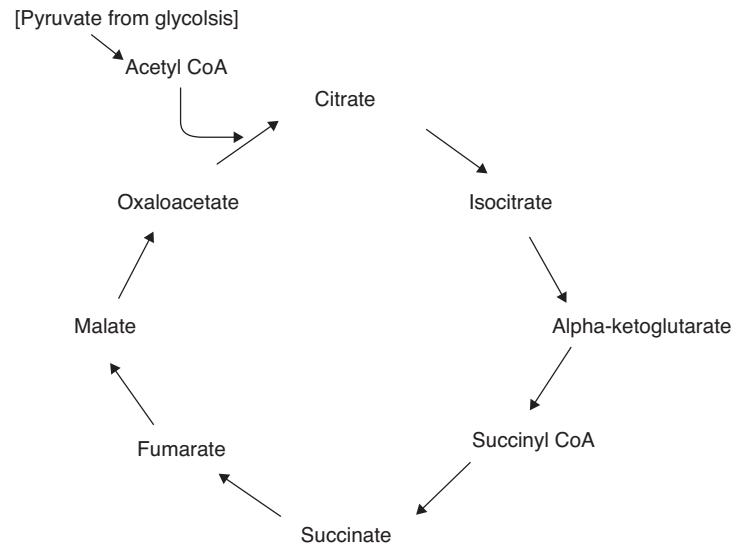 [Pyruvate from glycolsis]
Acetyl CoA
Citrate
Oxaloacetate
Isocitrate
Malate
Alpha-ketoglutarate
Fumarate
Succinyl CoA
Succinate